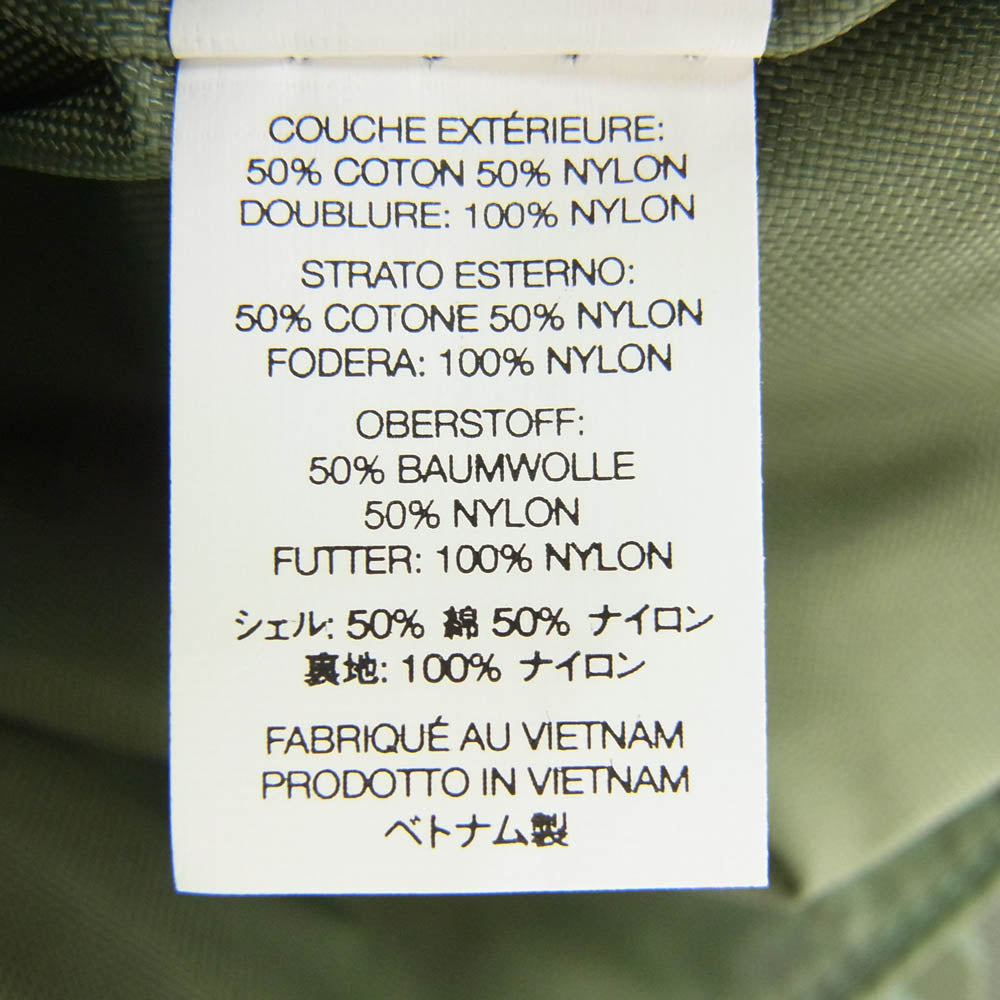 COUCHE EXTÉRIEURE:
50% COTON 50% NYLON
DOUBLURE: 100% NYLON
STRATO ESTERNO:
50% COTONE 50% NYLON
FODERA: 100% NYLON
OBERSTOFF:
50% BAUMWOLLE
50% NYLON
FUTTER: 100% NYLON
シェル: 50% 綿 50% ナイロン
裏地: 100% ナイロン
FABRIQUÉ AU VIETNAM
PRODOTTO IN VIETNAM
ベトナム製